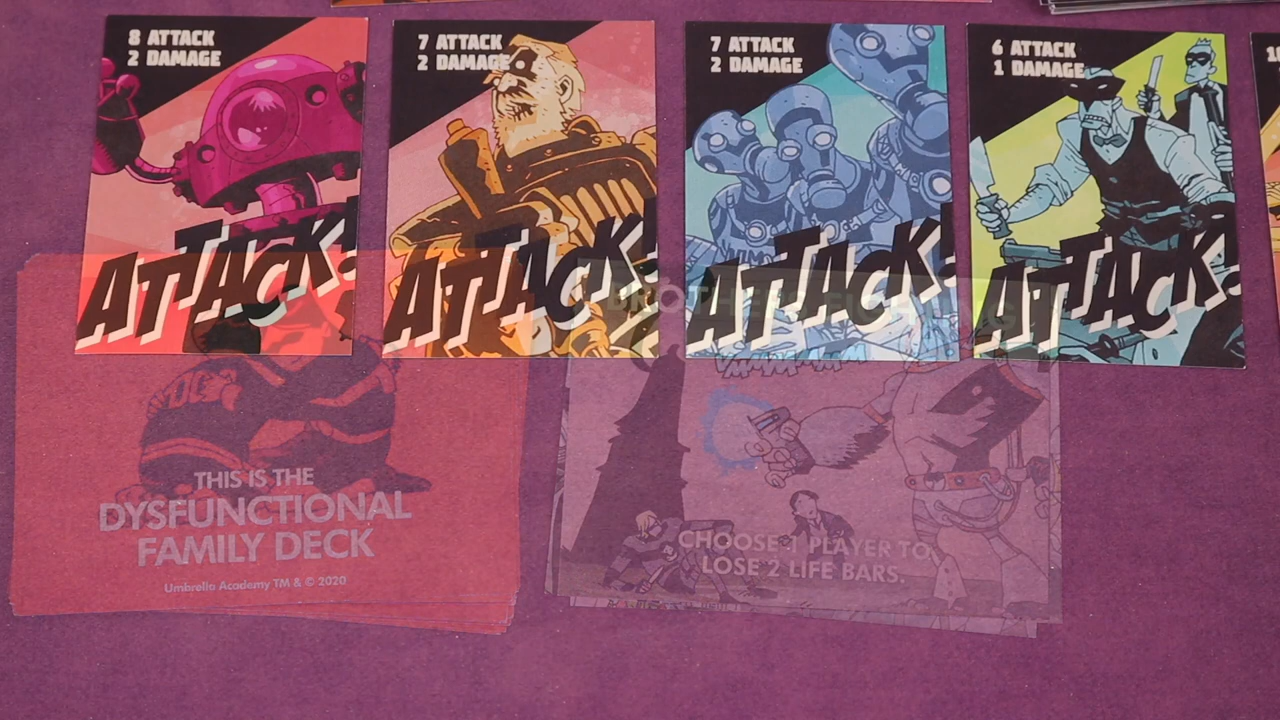 8 ATTACK
2 DAMAGE
ATTACK!
7 ATTACK
2 DAMAGE
ATTACK!
7 ATTACK
2 DAMAGE
ATTACK!
6 ATTACK
1 DAMAGE
ATTACK!
THIS IS THE
DYSFUNCTIONAL
FAMILY DECK
Umbrella Academy TM & © 2020
CHOOSE 1 PLAYER TO
LOSE 2 LIFE BARS.